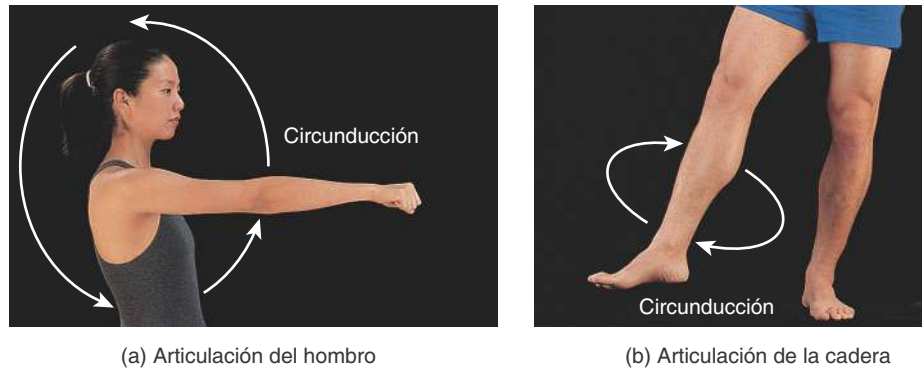 Circunducción
Circunducción
(a) Articulación del hombro
(b) Articulación de la cadera